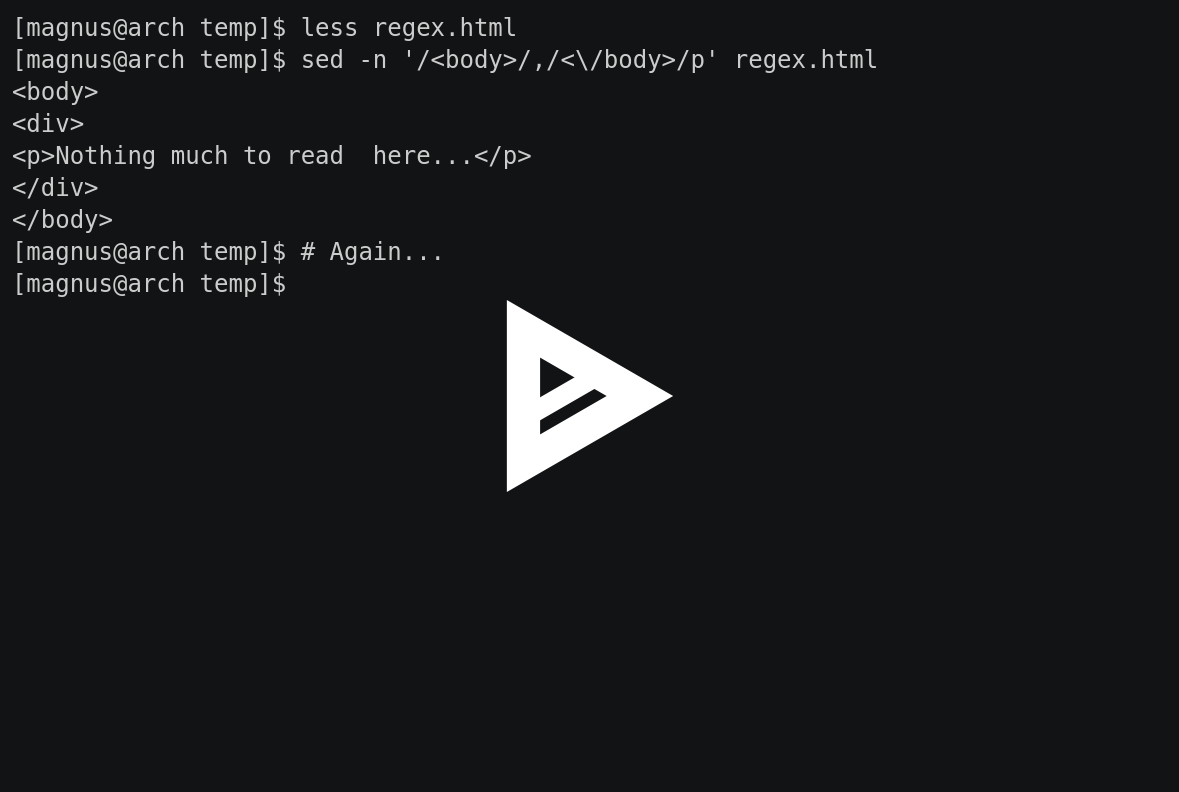 [magnus@arch temp]$ less regex.html
[magnus@arch temp]$ sed -n '/<body>/,/<\/body>/p' regex.html
<body>
<div>
<p>Nothing much to read  here...</p>
</div>
</body>
[magnus@arch temp]$ # Again...
[magnus@arch temp]$